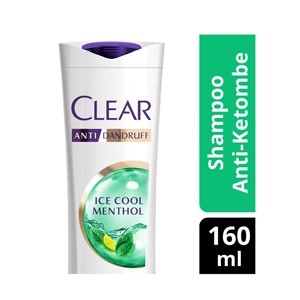 CLEAR
ANTI DANDRUFF
ICE COOL
MENTHOL
Shampoo
Anti-Ketombe
160
ml